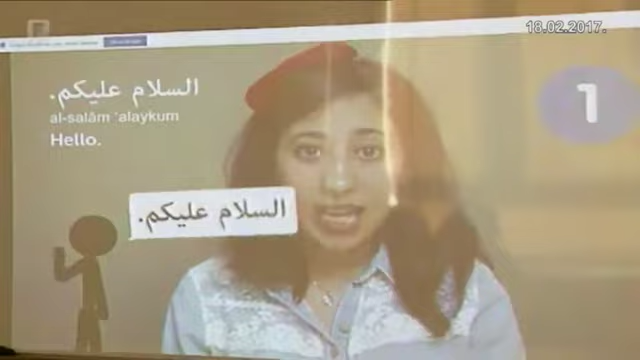 18.02.2017.
السلام عليكم.
al-salām ʿalaykum
Hello.
1
السلام عليكم.